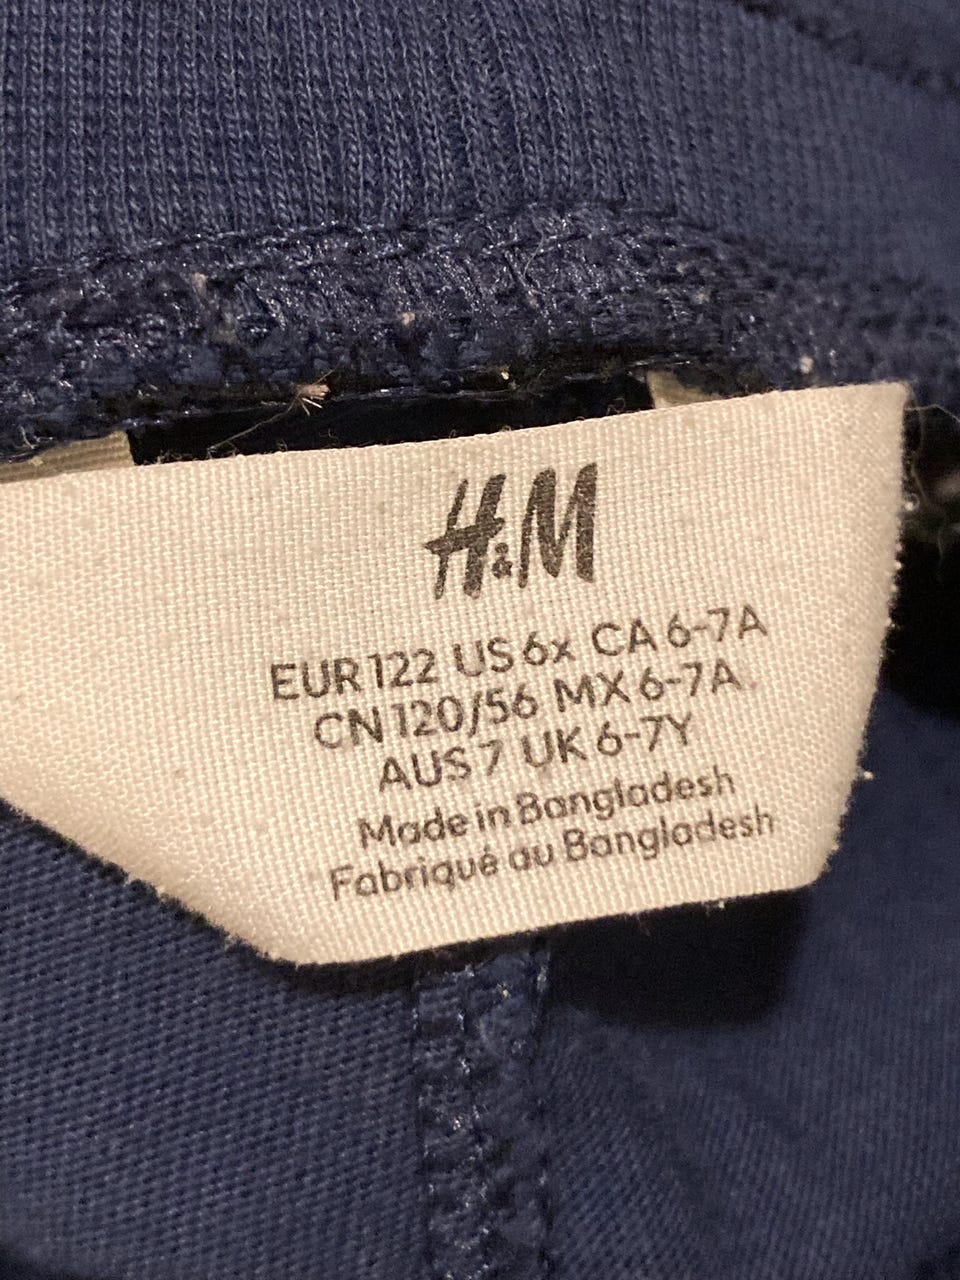 H&M
EUR 122 US 6x CA 6-7A
CN 120/56 MX 6-7A
AUS 7 UK 6-7Y
Made in Bangladesh
Fabriqué au Bangladesh